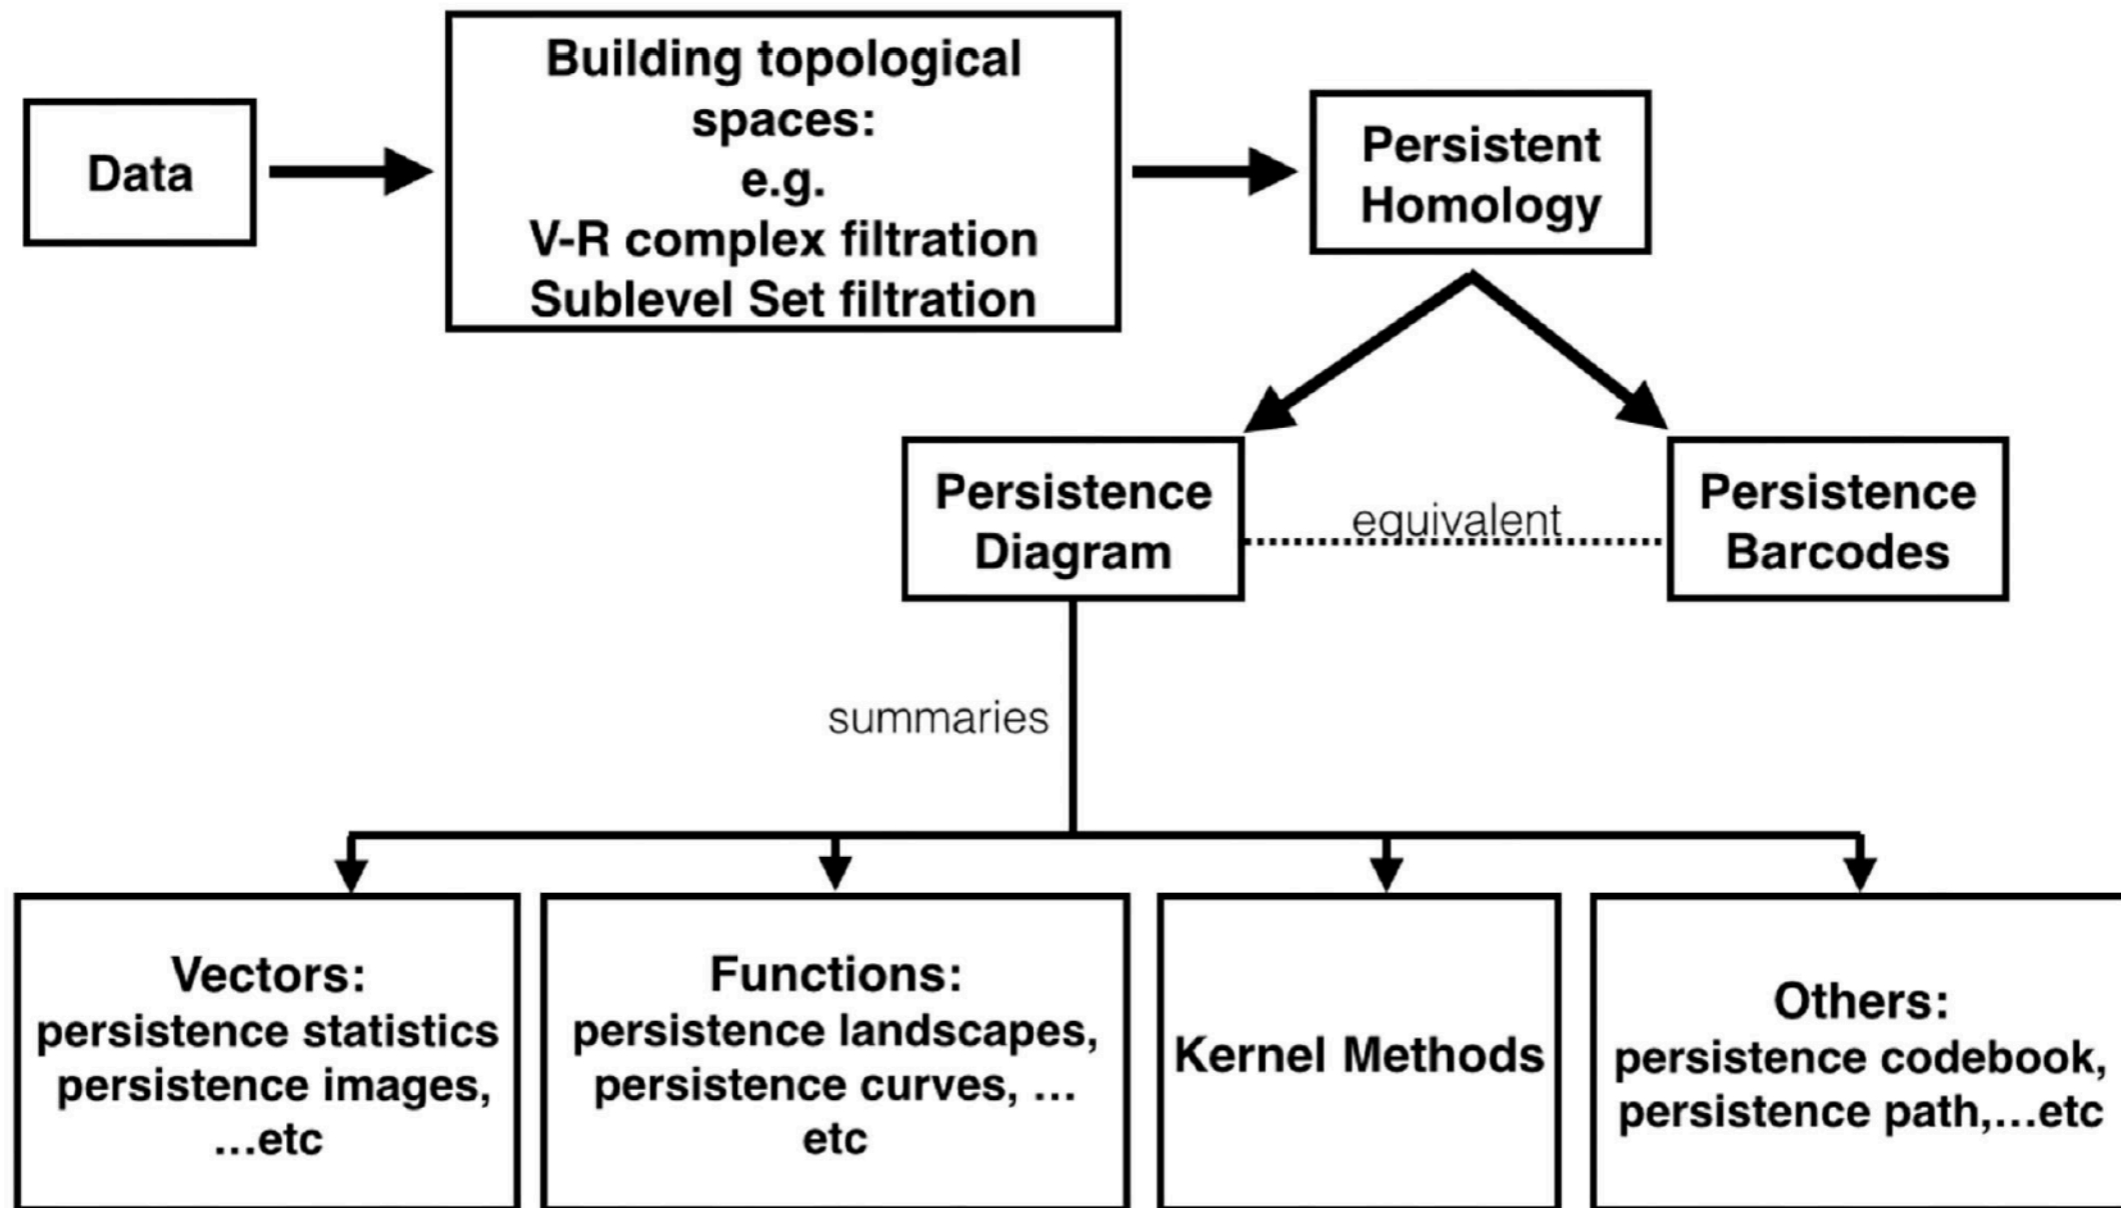 Data
Building topological
spaces:
e.g.
V-R complex filtration
Sublevel Set filtration
Persistent
Homology
Persistence
Diagram
equivalent
Persistence
Barcodes
summaries
Vectors:
persistence statistics
persistence images,
...etc
Functions:
persistence landscapes,
persistence curves, ...
etc
Kernel Methods
Others:
persistence codebook,
persistence path,...etc